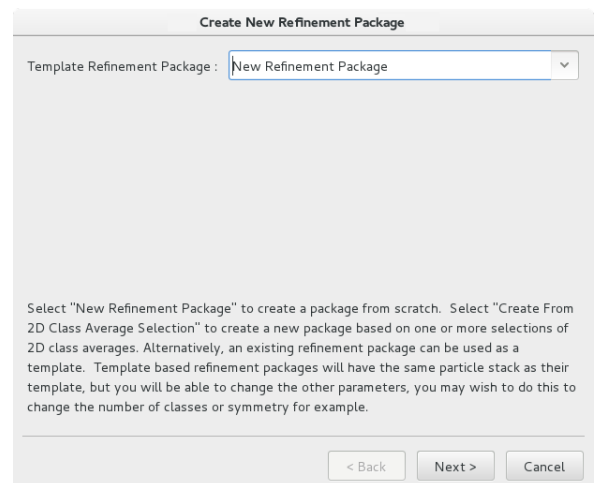 Create New Refinement Package
Template Refinement Package : New Refinement Package
Select "New Refinement Package" to create a package from scratch.  Select "Create From
2D Class Average Selection" to create a new package based on one or more selections of
2D class averages. Alternatively, an existing refinement package can be used as a
template.  Template based refinement packages will have the same particle stack as their
template, but you will be able to change the other parameters, you may wish to do this to
change the number of classes or symmetry for example.
< Back Next > Cancel